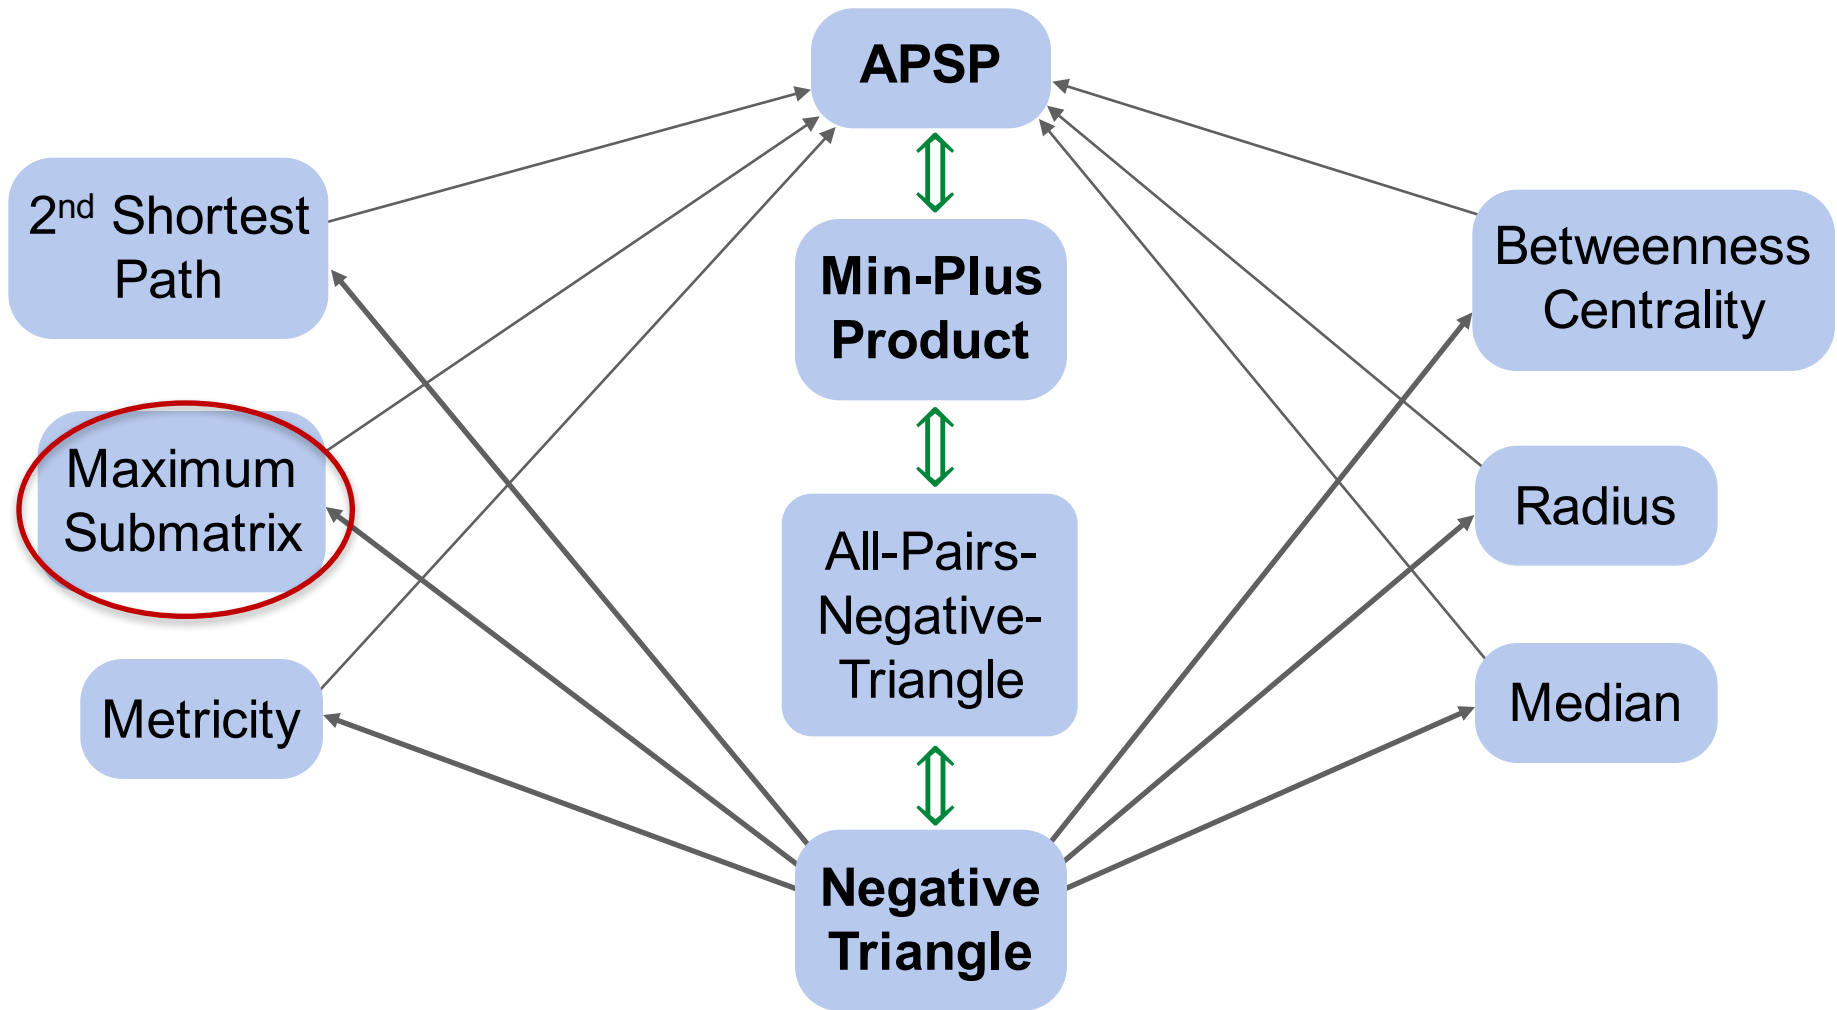 APSP
2nd Shortest
Path
Min-Plus
Product
Betweenness
Centrality
Maximum
Submatrix
All-Pairs-
Negative-
Triangle
Radius
Metricity
Median
Negative
Triangle